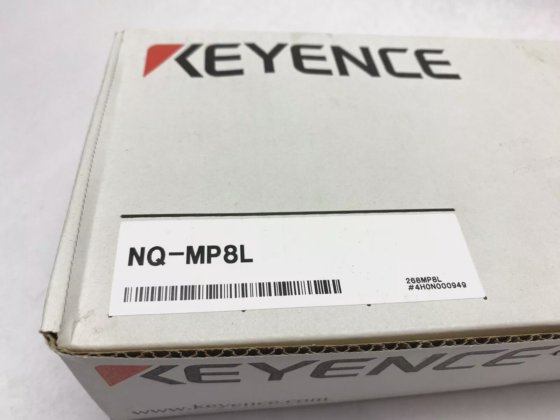 KEYENCE
NQ-MP8L
268MP8L
#4H0N000949
KEYENCE
www.keyence.com